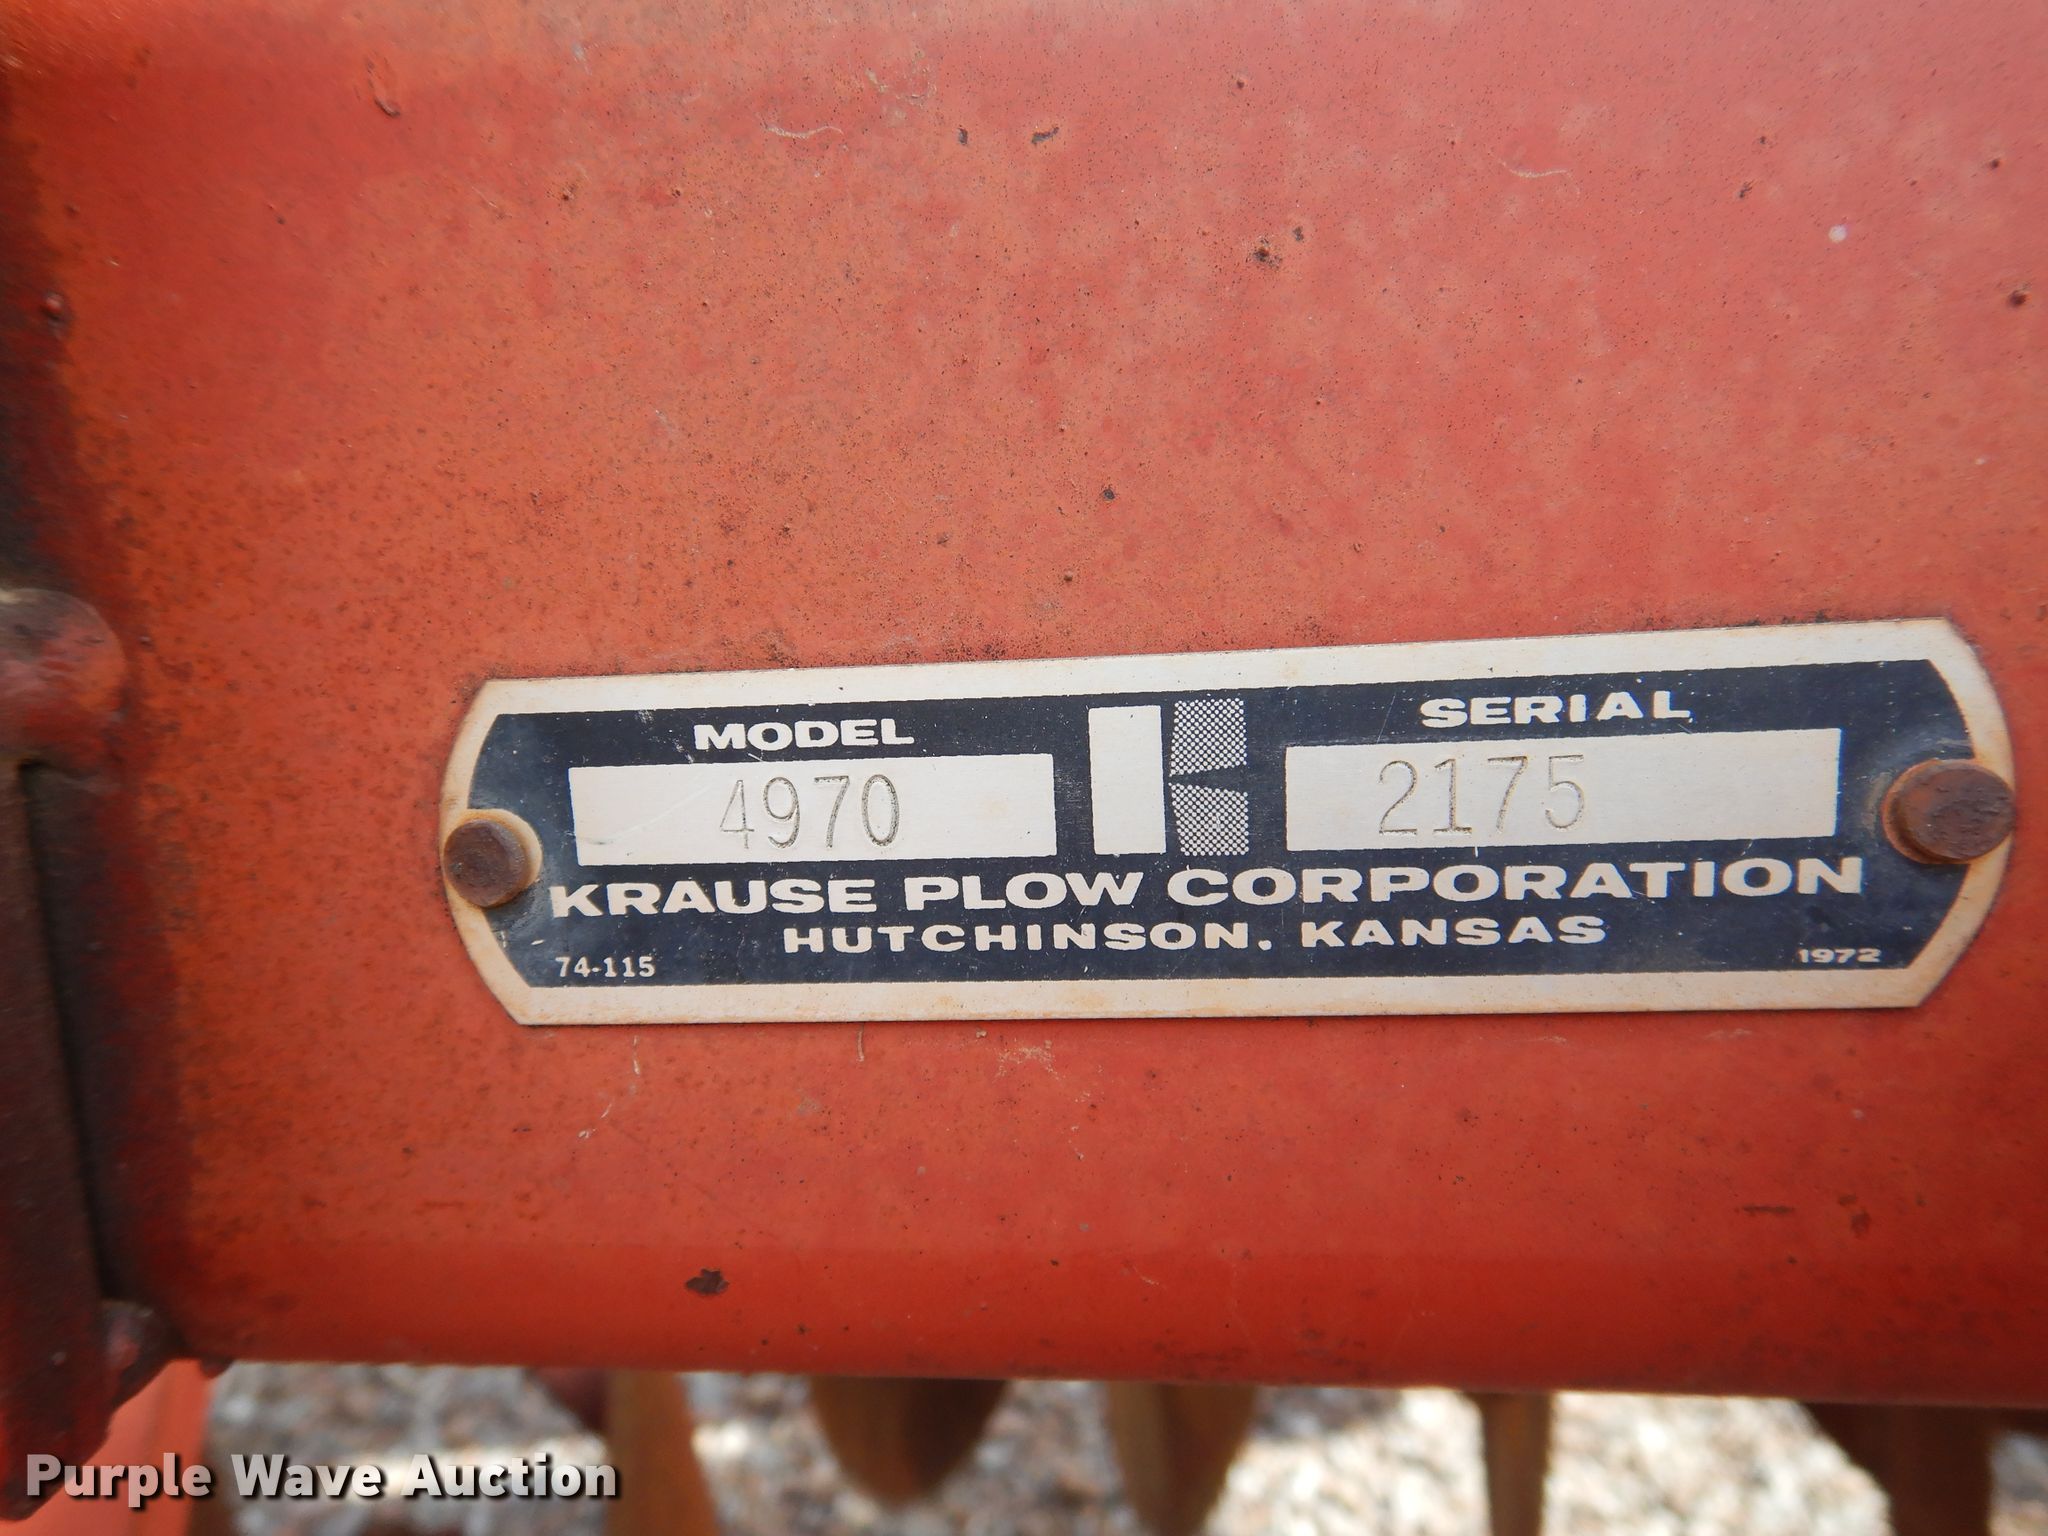 MODEL
4970
K
SERIAL
2175
KRAUSE PLOW CORPORATION
HUTCHINSON, KANSAS
74-115
1972
Purple Wave Auction